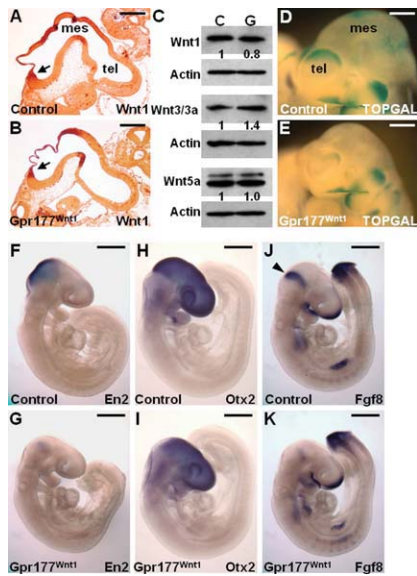 A
mes
tel
Control Wnt1
B
Gpr177Wnt1 Wnt1
C
C G
Wnt1
1 0.8
Actin
Wnt3/3a
1 1.4
Actin
Wnt5a
1 1.0
Actin
D
mes
tel
Control TOPGAL
E
Gpr177Wnt1 TOPGAL
F
Control En2
H
Control Otx2
J
Control Fgf8
G
Gpr177Wnt1 En2
I
Gpr177Wnt1 Otx2
K
Gpr177Wnt1 Fgf8